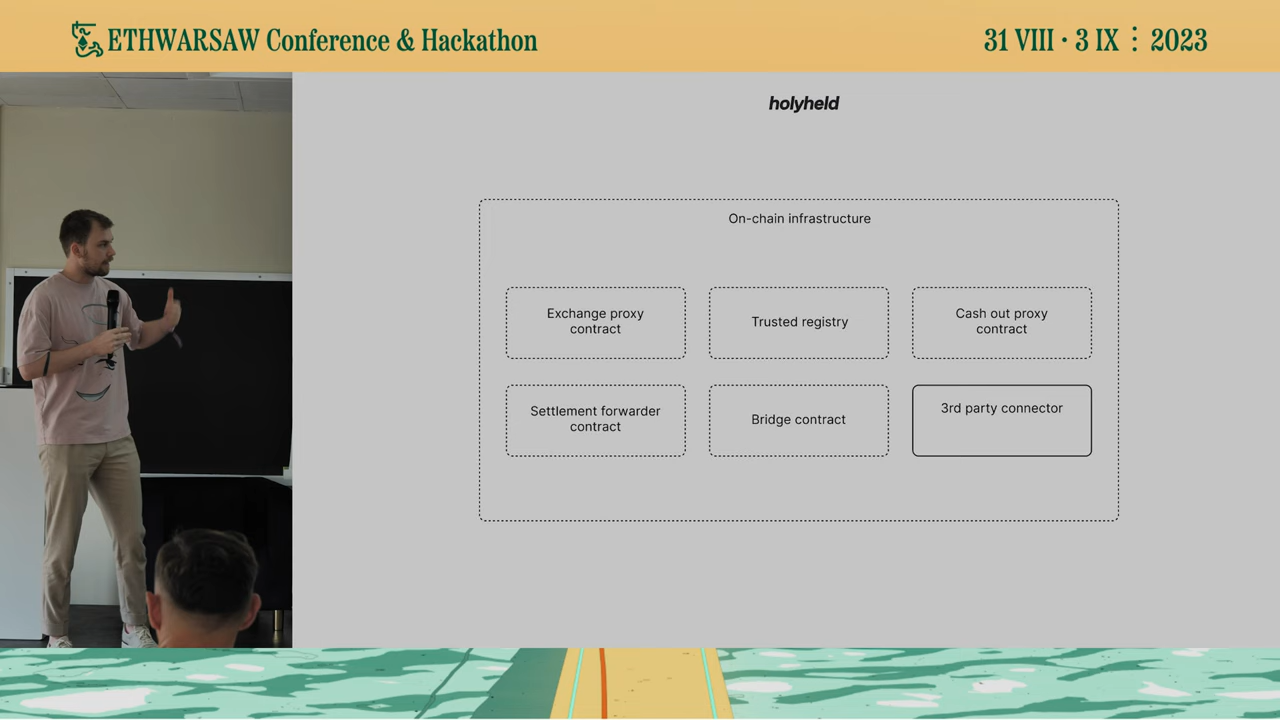 ETHWARSAW Conference & Hackathon
31 VIII · 3 IX ⋮ 2023
holyheld
On-chain infrastructure
Exchange proxy
contract
Trusted registry
Cash out proxy
contract
Settlement forwarder
contract
Bridge contract
3rd party connector